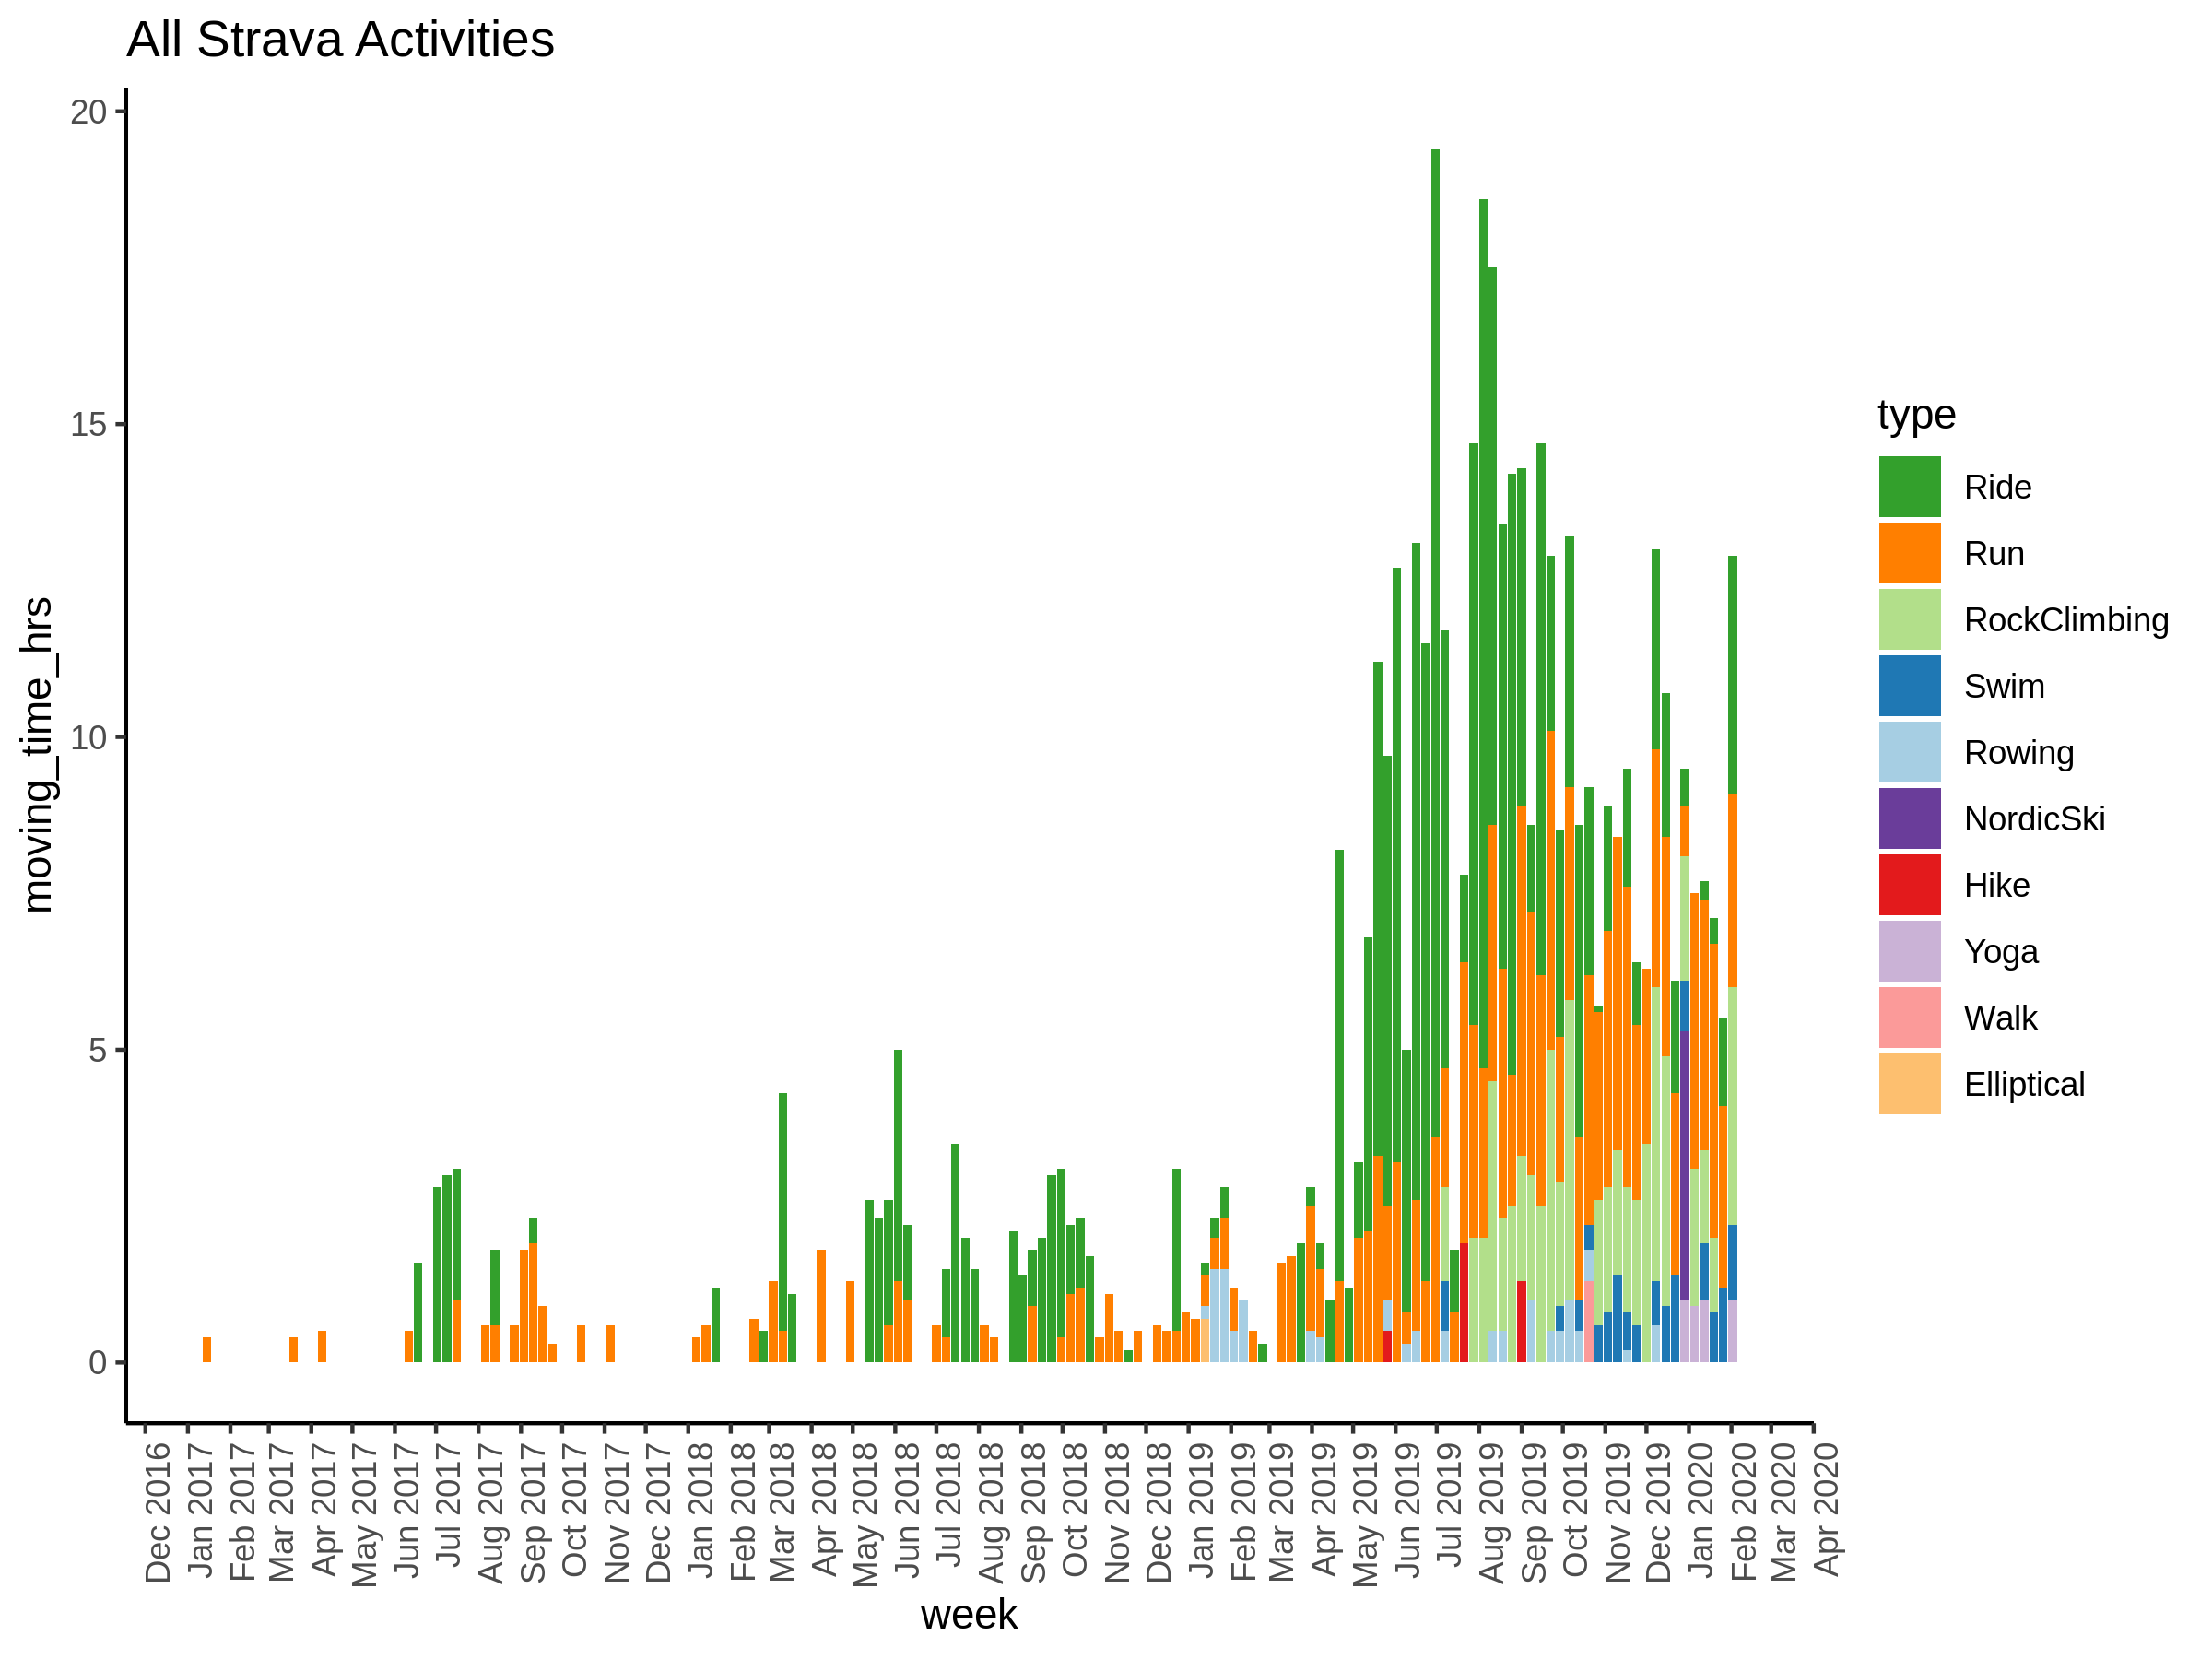 All Strava Activities
moving_time_hrs
20
15
10
5
0
Dec 2016
Jan 2017
Feb 2017
Mar 2017
Apr 2017
May 2017
Jun 2017
Jul 2017
Aug 2017
Sep 2017
Oct 2017
Nov 2017
Dec 2017
Jan 2018
Feb 2018
Mar 2018
Apr 2018
May 2018
Jun 2018
Jul 2018
Aug 2018
Sep 2018
Oct 2018
Nov 2018
Dec 2018
Jan 2019
Feb 2019
Mar 2019
Apr 2019
May 2019
Jun 2019
Jul 2019
Aug 2019
Sep 2019
Oct 2019
Nov 2019
Dec 2019
Jan 2020
Feb 2020
Mar 2020
Apr 2020
week
type
Ride
Run
RockClimbing
Swim
Rowing
NordicSki
Hike
Yoga
Walk
Elliptical